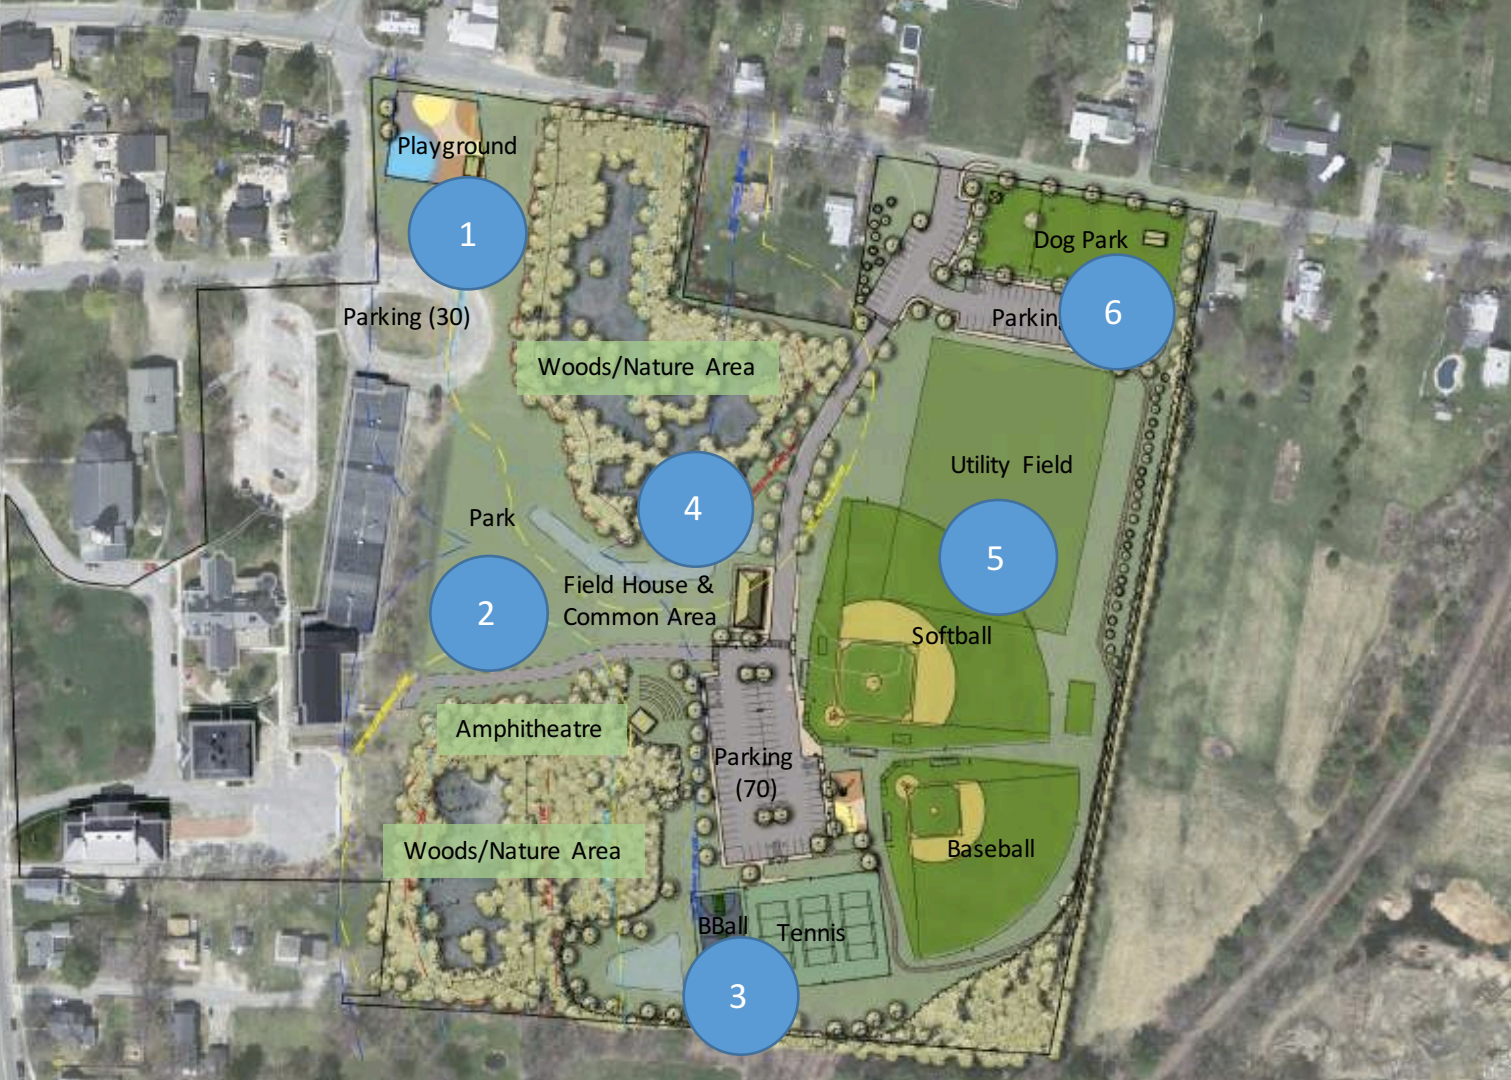 Playground
1
Dog Park
6
Parking (30)
Parkin
Woods/Nature Area
Utility Field
4
Park
5
Field House &
Common Area
2
Softball
Amphitheatre
Parking
(70)
Woods/Nature Area
Baseball
BBall
Tennis
3